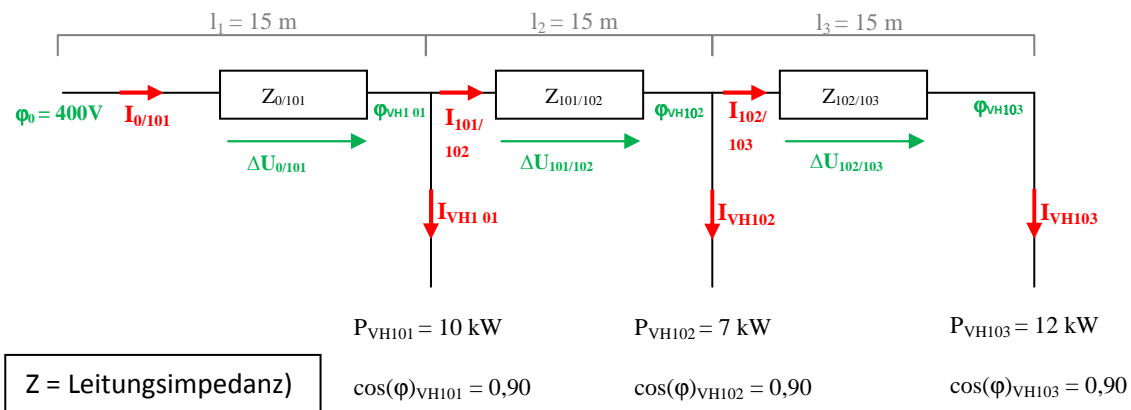 l₁ = 15 m l₂ = 15 m l₃ = 15 m
Z₀/₁₀₁ Z₁₀₁/₁₀₂ Z₁₀₂/₁₀₃
φ₀ = 400V I₀/₁₀₁ φVH1 01 I₁₀₁/ φVH102 I₁₀₂/ φVH103
102 103
ΔU₀/₁₀₁ ΔU₁₀₁/₁₀₂ ΔU₁₀₂/₁₀₃
IVH1 01 IVH102 IVH103
PVH101 = 10 kW PVH102 = 7 kW PVH103 = 12 kW
Z = Leitungsimpedanz) cos(φ)VH101 = 0,90 cos(φ)VH102 = 0,90 cos(φ)VH103 = 0,90